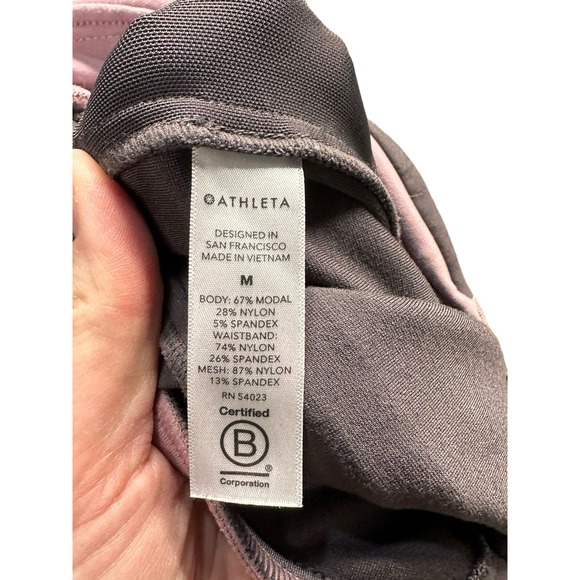 ATHLETA
DESIGNED IN
SAN FRANCISCO
MADE IN VIETNAM
M
BODY: 67% MODAL
28% NYLON
5% SPANDEX
WAISTBAND:
74% NYLON
26% SPANDEX
MESH: 87% NYLON
13% SPANDEX
RN 54023
Certified
B
®
Corporation